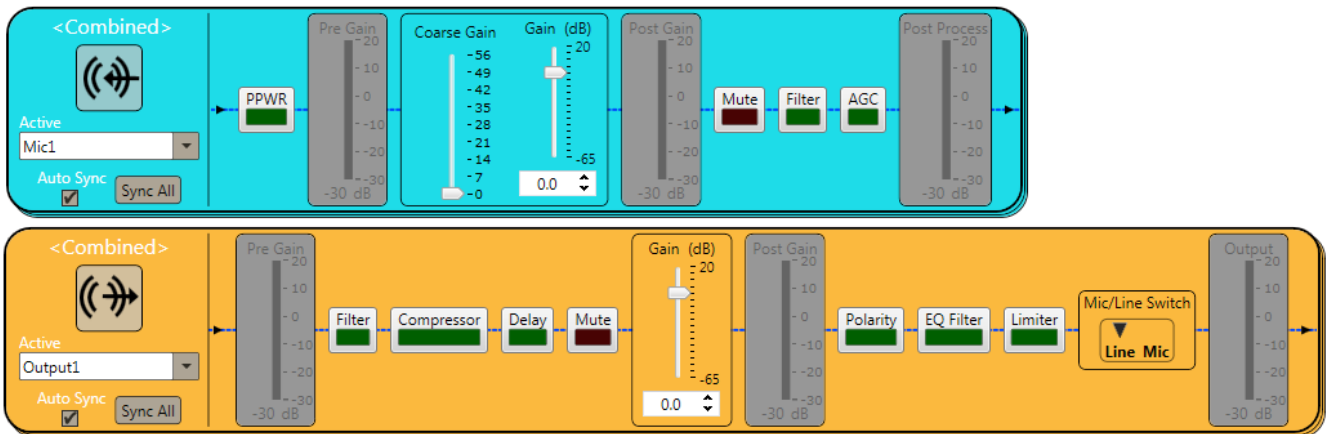 <Combined>
Active
Mic1
Auto Sync
Sync All
PPWR
Pre Gain
20
10
0
-10
-20
-30
-30 dB
Coarse Gain
56
49
42
35
28
21
14
7
0
Gain (dB)
20
-65
0.0
Post Gain
20
10
0
-10
-20
-30
-30 dB
Mute
Filter
AGC
Post Process
20
10
0
-10
-20
-30
-30 dB
<Combined>
Active
Output1
Auto Sync
Sync All
Pre Gain
20
10
0
-10
-20
-30
-30 dB
Filter
Compressor
Delay
Mute
Gain (dB)
20
-65
0.0
Post Gain
20
10
0
-10
-20
-30
-30 dB
Polarity
EQ Filter
Limiter
Mic/Line Switch
Line Mic
Output
20
10
0
-10
-20
-30
-30 dB